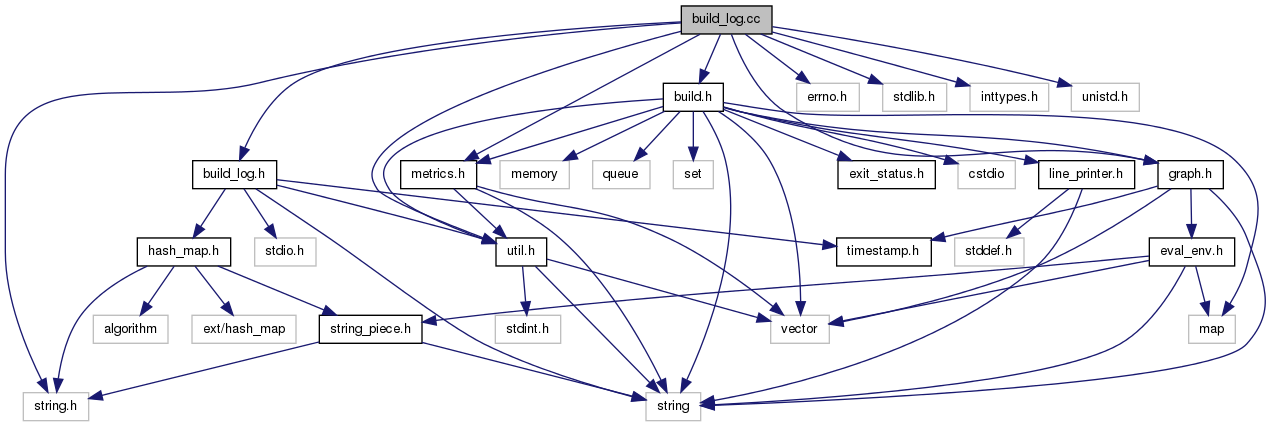 build_log.cc
build.h
errno.h
stdlib.h
inttypes.h
unistd.h
build_log.h
metrics.h
memory
queue
set
exit_status.h
cstdio
line_printer.h
graph.h
hash_map.h
stdio.h
util.h
timestamp.h
stddef.h
eval_env.h
algorithm
ext/hash_map
string_piece.h
stdint.h
vector
map
string.h
string